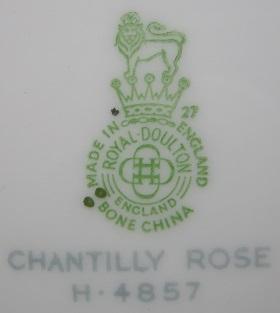 27
MADE IN ENGLAND
ROYAL·DOULTON
ENGLAND
BONE CHINA
CHANTILLY ROSE
H·4857